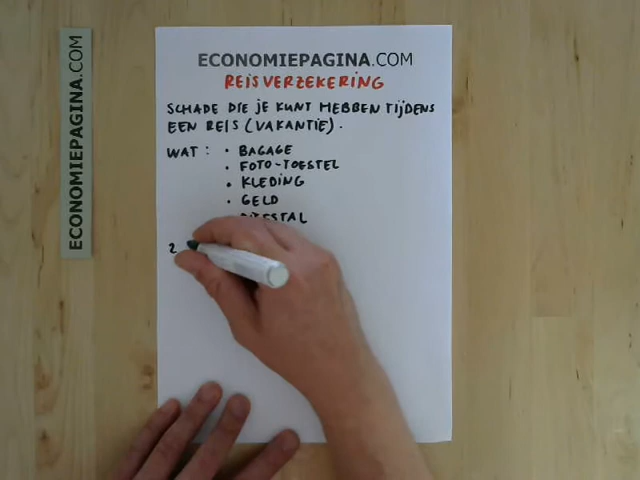 ECONOMIEPAGINA.COM
ECONOMIEPAGINA.COM
REISVERZEKERING
SCHADE DIE JE KUNT HEBBEN TIJDENS
EEN REIS (VAKANTIE).
WAT : • BAGAGE
• FOTO-TOESTEL
• KLEDING
• GELD
2